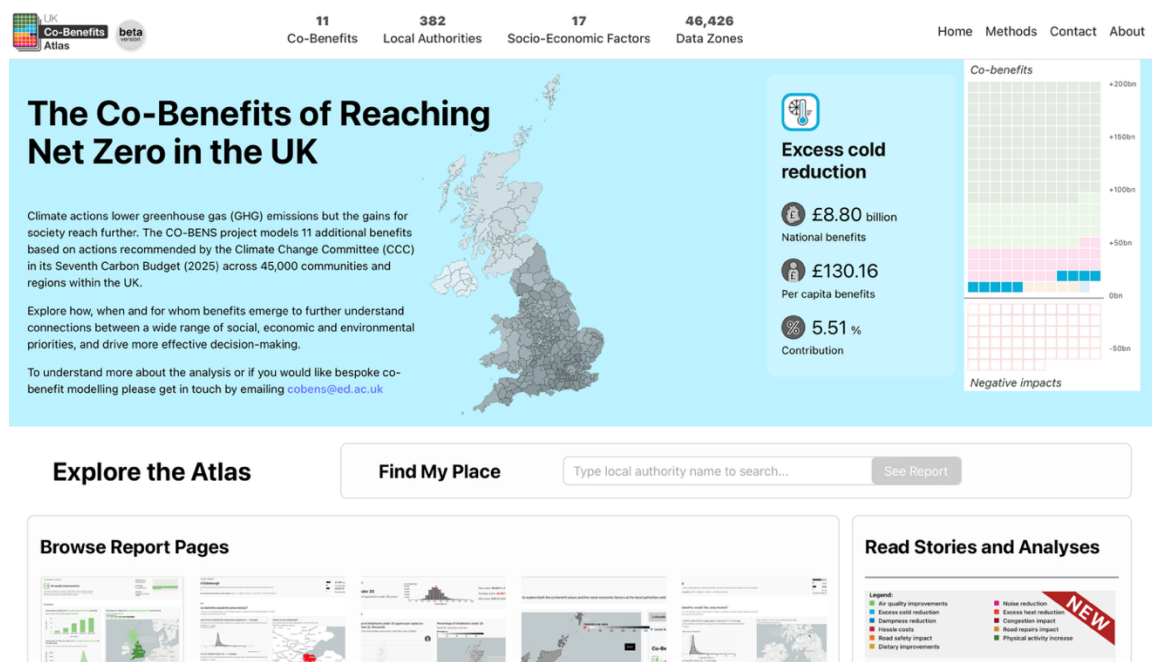 UK
Co-Benefits
Atlas
beta
version
11
Co-Benefits
382
Local Authorities
17
Socio-Economic Factors
46,426
Data Zones
Home Methods Contact About
The Co-Benefits of Reaching
Net Zero in the UK
Climate actions lower greenhouse gas (GHG) emissions but the gains for
society reach further. The CO-BENS project models 11 additional benefits
based on actions recommended by the Climate Change Committee (CCC)
in its Seventh Carbon Budget (2025) across 45,000 communities and
regions within the UK.
Explore how, when and for whom benefits emerge to further understand
connections between a wide range of social, economic and environmental
priorities, and drive more effective decision-making.
To understand more about the analysis or if you would like bespoke co-
benefit modelling please get in touch by emailing cobens@ed.ac.uk
Excess cold
reduction
£8.80 billion
National benefits
£130.16
Per capita benefits
5.51 %
Contribution
Co-benefits
+200bn
+150bn
+100bn
+50bn
0bn
-50bn
Negative impacts
Explore the Atlas
Find My Place
Type local authority name to search...
See Report
Browse Report Pages
Read Stories and Analyses
Legend:
Air quality improvements
Excess cold reduction
Dampness reduction
Hassle costs
Road safety impact
Dietary improvements
Noise reduction
Excess heat reduction
Congestion impact
Road repairs impact
Physical activity increase
NEW